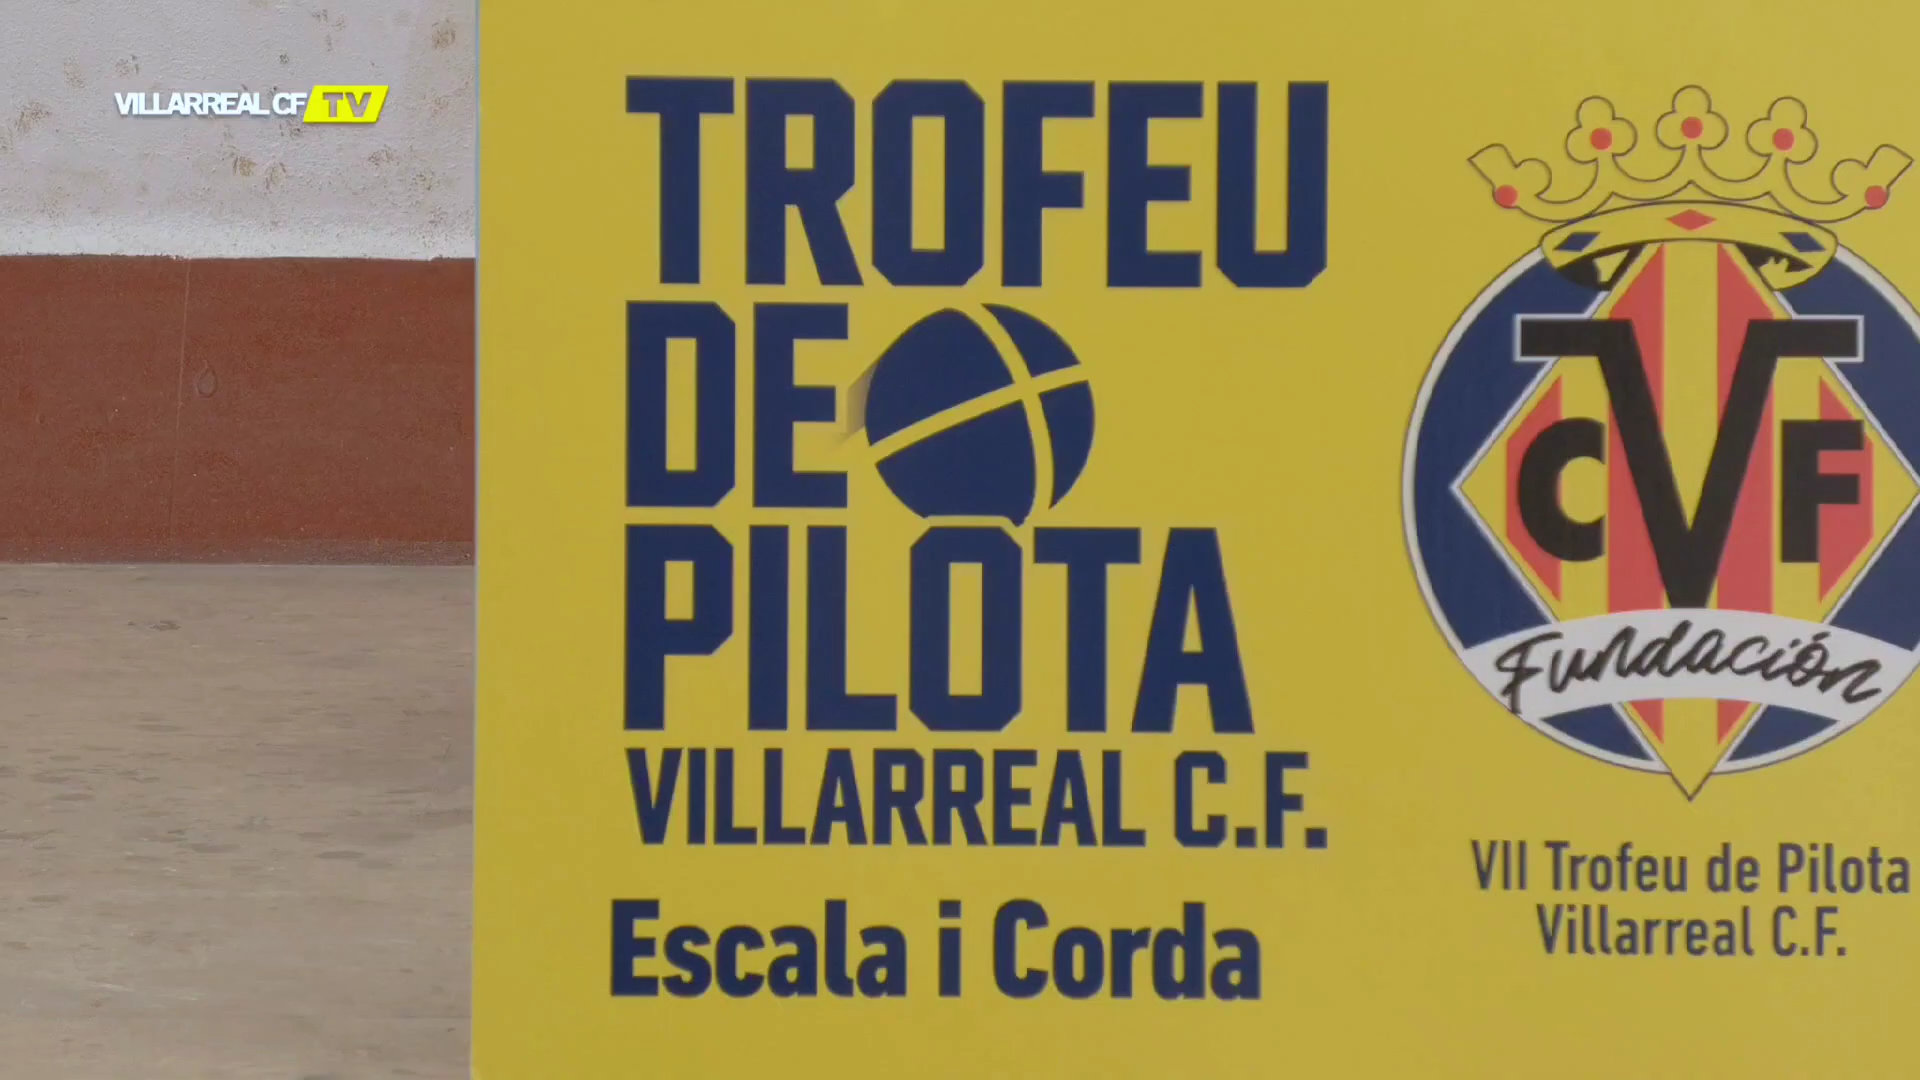 VILLARREAL CF TV
TROFEU
DE
PILOTA
VILLARREAL C.F.
Escala i Corda
CVF
Fundación
VII Trofeu de Pilota
Villarreal C.F.